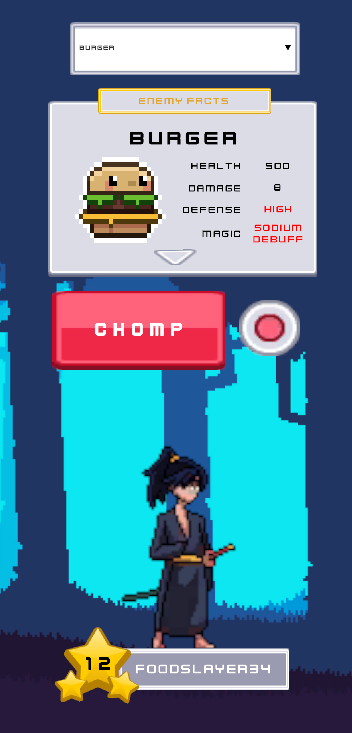 BURGER
ENEMY FACTS
BURGER
HEALTH 500
DAMAGE 8
DEFENSE HIGH
MAGIC SODIUM DEBUFF
CHOMP
12 FOODSLAYER34